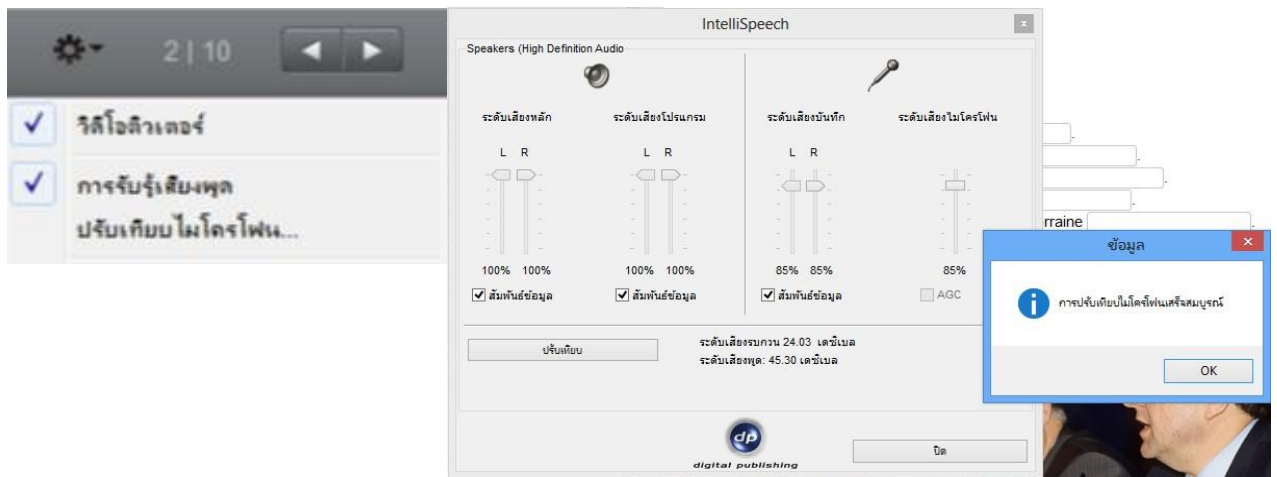 2 | 10
วิดีโอติวเตอร์
การรับรู้เสียงพูด
ปรับเทียบไมโครโฟน...
IntelliSpeech
Speakers (High Definition Audio
ระดับเสียงหลัก
ระดับเสียงโปรแกรม
ระดับเสียงบันทึก
ระดับเสียงไมโครโฟน
L R
L R
L R
100% 100%
100% 100%
85% 85%
85%
สัมพันธ์ข้อมูล
สัมพันธ์ข้อมูล
สัมพันธ์ข้อมูล
AGC
ปรับเทียบ
ระดับเสียงรบกวน 24.03 เดซิเบล
ระดับเสียงพูด: 45.30 เดซิเบล
dp
digital publishing
ปิด
rraine
ข้อมูล
การปรับเทียบไมโครโฟนเสร็จสมบูรณ์
OK